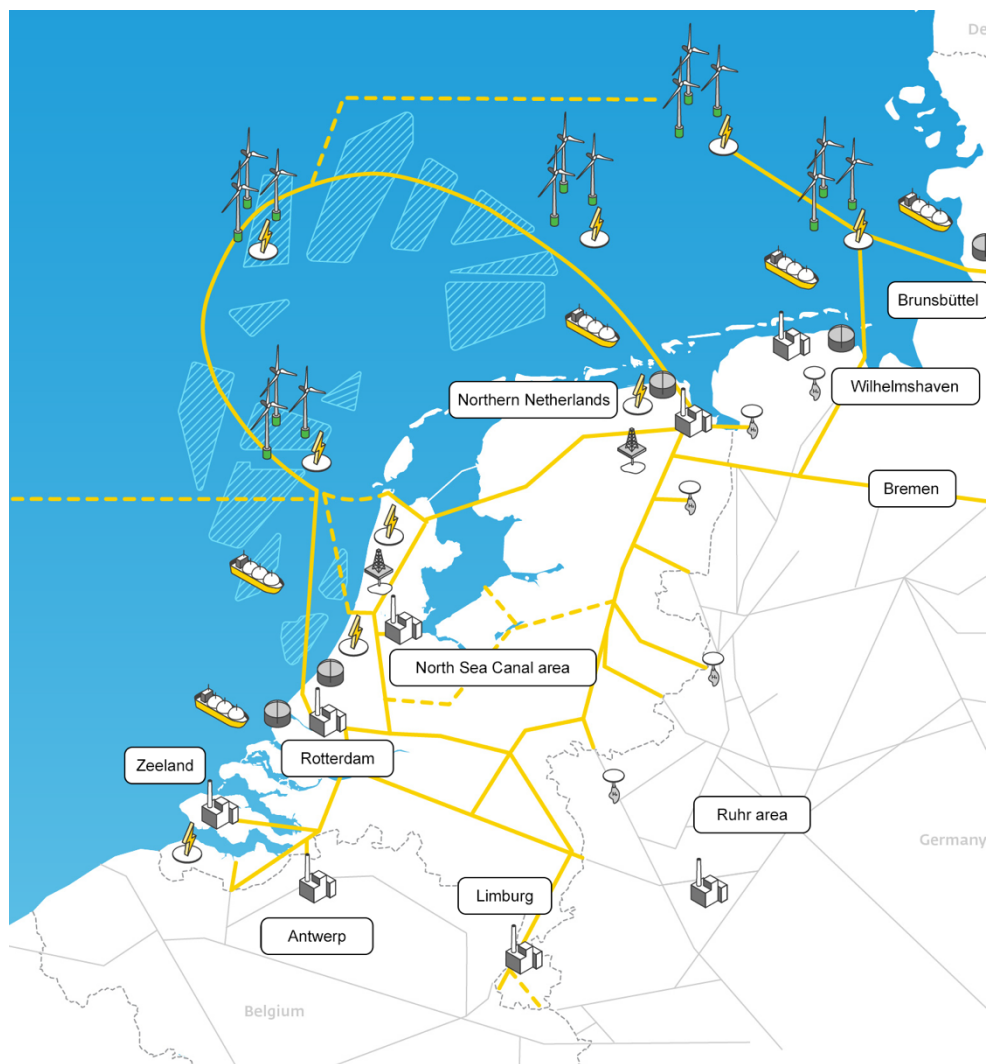 De
Brunsbüttel
Wilhelmshaven
Northern Netherlands
Bremen
North Sea Canal area
Rotterdam
Zeeland
Ruhr area
Germany
Limburg
Antwerp
Belgium